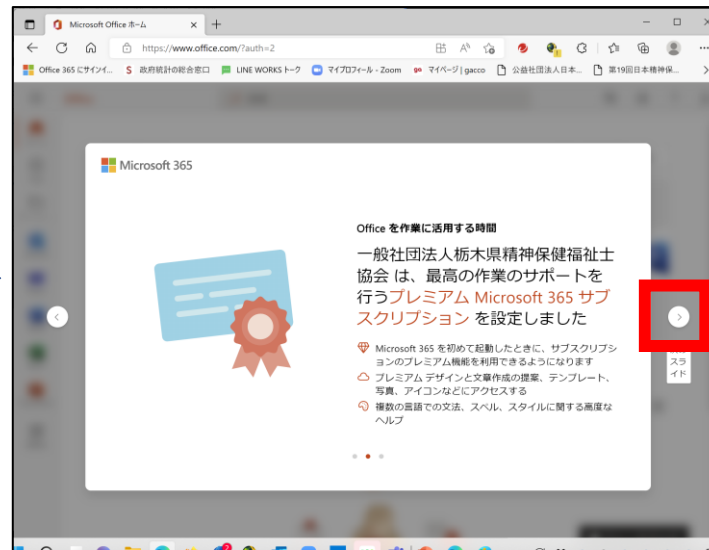 Microsoft Office ホーム
https://www.office.com/?auth=2
Office 365 にサインイ...
政府統計の総合窓口
LINE WORKS トーク
マイプロフィール - Zoom
マイページ | gacco
公益社団法人日本...
第19回日本精神保...
Microsoft 365
Office を作業に活用する時間
一般社団法人栃木県精神保健福祉士
協会 は、最高の作業のサポートを
行うプレミアム Microsoft 365 サブ
スクリプション を設定しました
Microsoft 365 を初めて起動したときに、サブスクリプシ
ョンのプレミアム機能を利用できるようになります
プレミアム デザインと文章作成の提案、テンプレート、
写真、アイコンなどにアクセスする
複数の言語での文法、スペル、スタイルに関する高度な
ヘルプ
スラ
イド